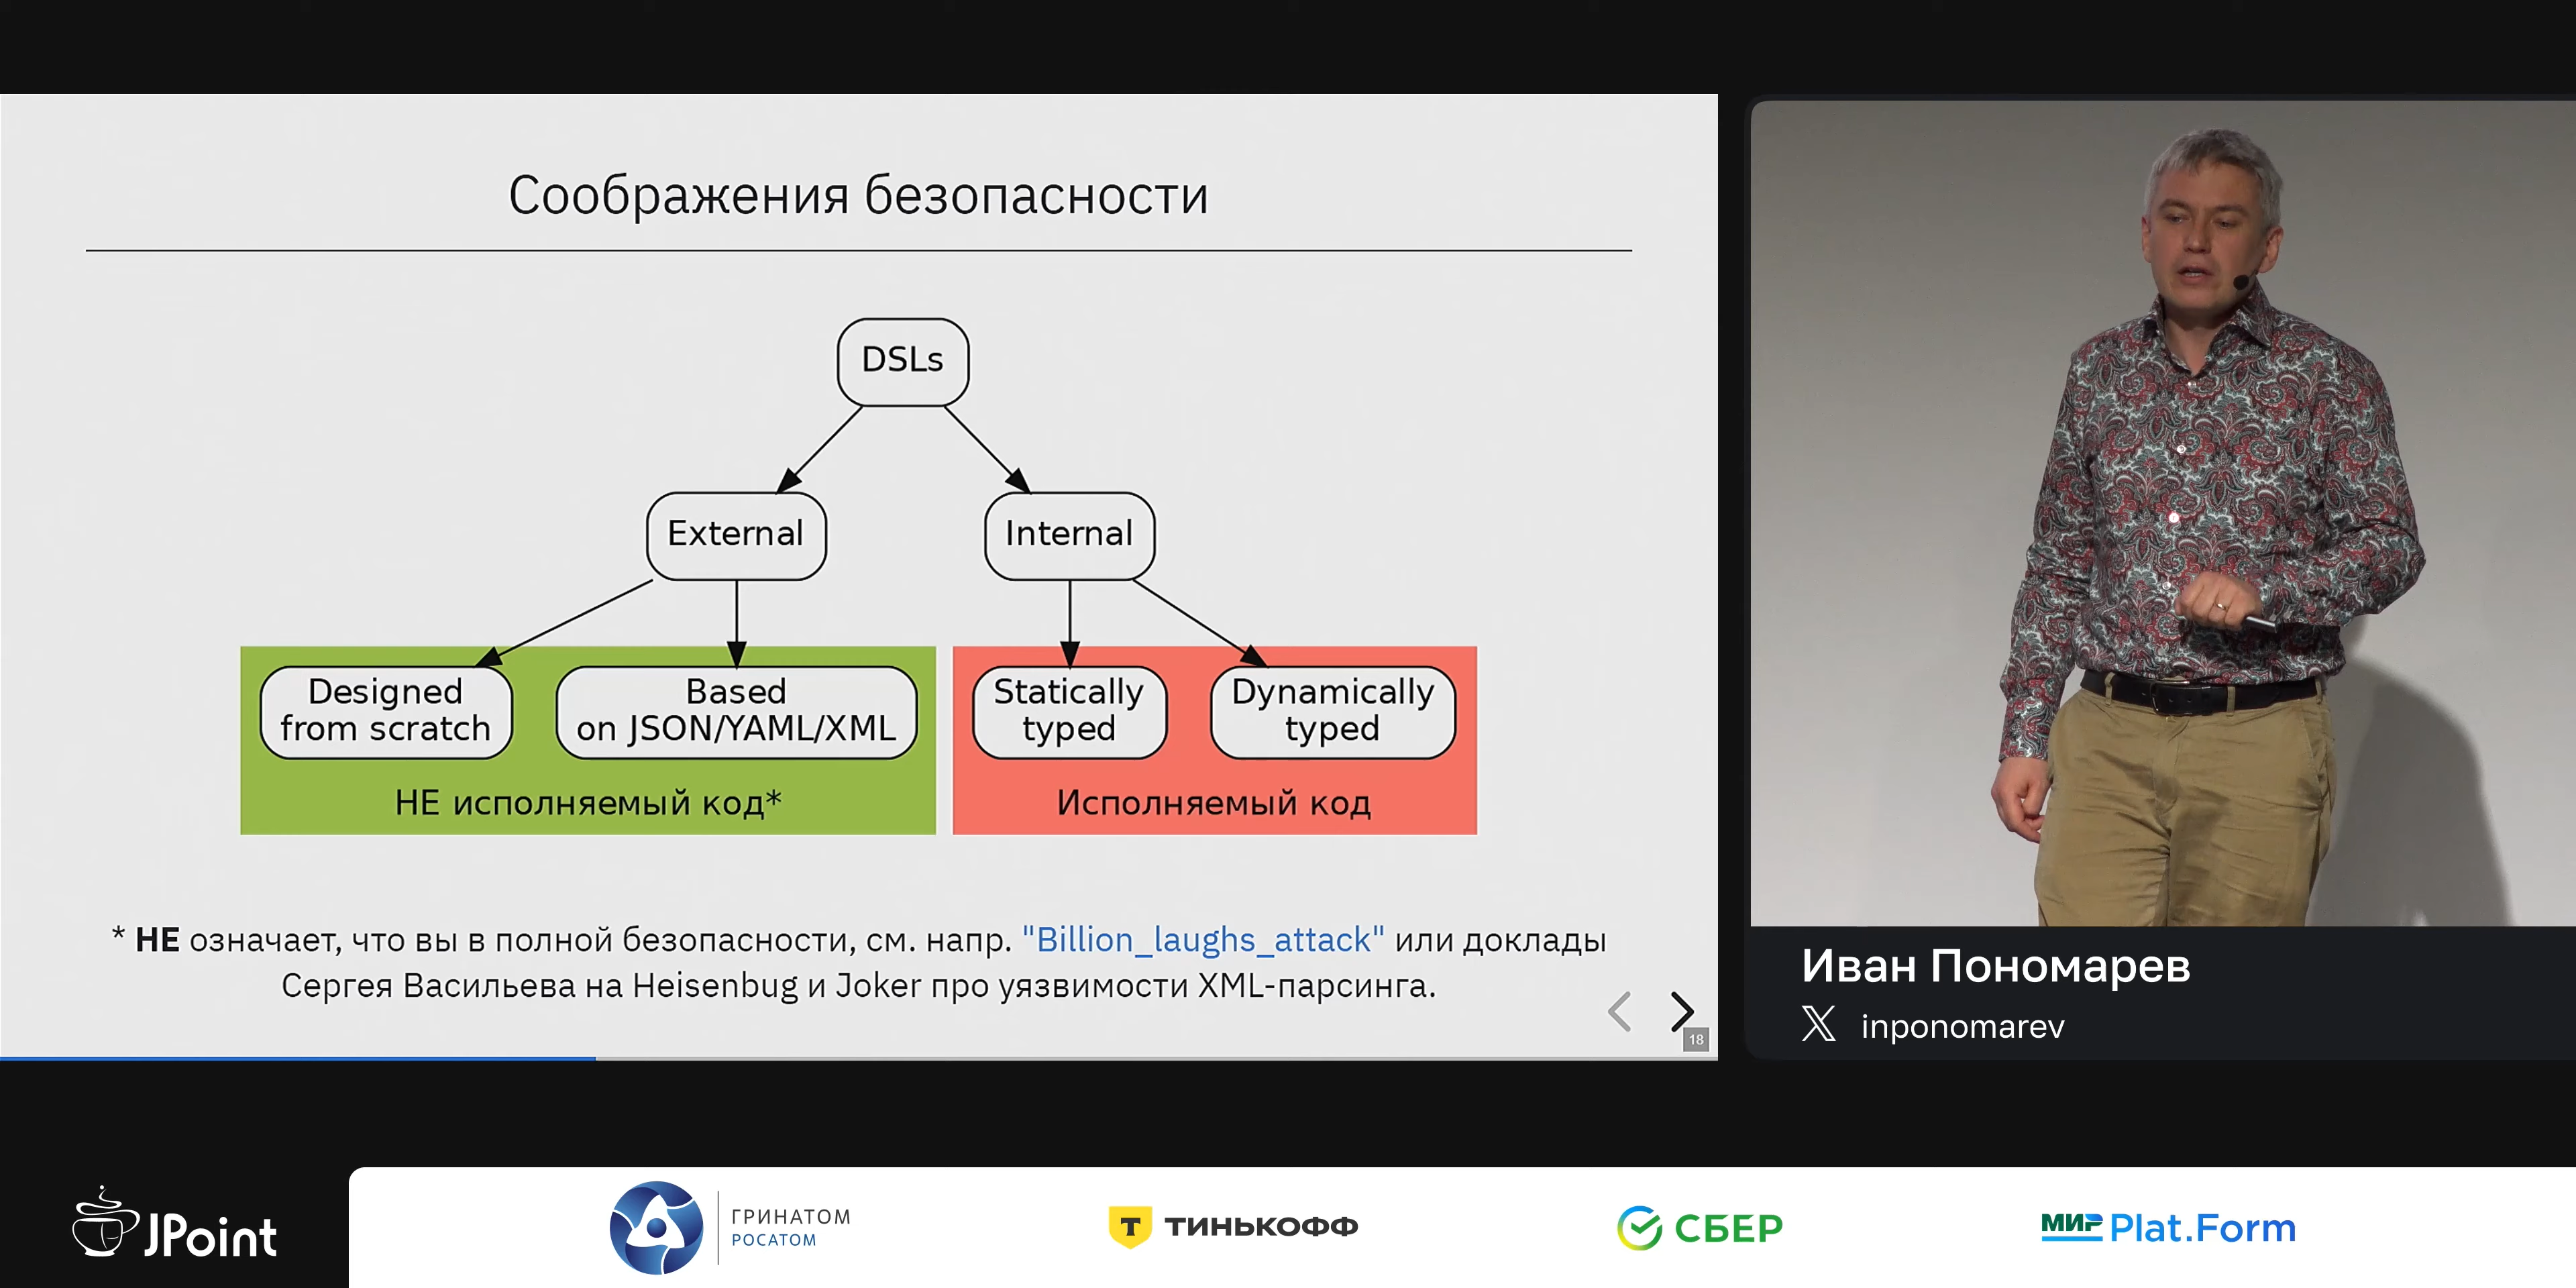 Соображения безопасности
DSLs
External
Internal
Designed
from scratch
Based
on JSON/YAML/XML
Statically
typed
Dynamically
typed
НЕ исполняемый код*
Исполняемый код
* НЕ означает, что вы в полной безопасности, см. напр. "Billion_laughs_attack" или доклады
Сергея Васильева на Heisenbug и Joker про уязвимости XML-парсинга.
18
Иван Пономарев
X inponomarev
JPoint
ГРИНАТОМ
РОСАТОМ
Т ТИНЬКОФФ
СБЕР
МИР Plat.Form